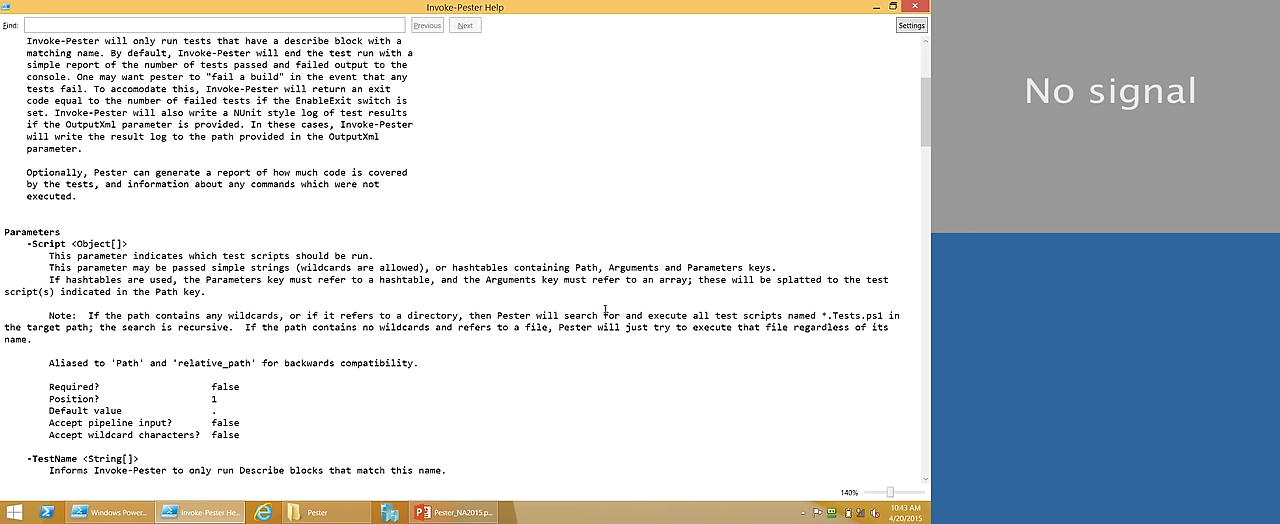 Invoke-Pester Help
Find:
Previous
Next
Settings
Invoke-Pester will only run tests that have a describe block with a
matching name. By default, Invoke-Pester will end the test run with a
simple report of the number of tests passed and failed output to the
console. One may want pester to "fail a build" in the event that any
tests fail. To accomodate this, Invoke-Pester will return an exit
code equal to the number of failed tests if the EnableExit switch is
set. Invoke-Pester will also write a NUnit style log of test results
if the OutputXml parameter is provided. In these cases, Invoke-Pester
will write the result log to the path provided in the OutputXml
parameter.
Optionally, Pester can generate a report of how much code is covered
by the tests, and information about any commands which were not
executed.
Parameters
-Script <Object[]>
This parameter indicates which test scripts should be run.
This parameter may be passed simple strings (wildcards are allowed), or hashtables containing Path, Arguments and Parameters keys.
If hashtables are used, the Parameters key must refer to a hashtable, and the Arguments key must refer to an array; these will be splatted to the test
script(s) indicated in the Path key.
Note:  If the path contains any wildcards, or if it refers to a directory, then Pester will search for and execute all test scripts named *.Tests.ps1 in
the target path; the search is recursive.  If the path contains no wildcards and refers to a file, Pester will just try to execute that file regardless of its
name.
Aliased to 'Path' and 'relative_path' for backwards compatibility.
Required? false
Position? 1
Default value .
Accept pipeline input? false
Accept wildcard characters? false
-TestName <String[]>
Informs Invoke-Pester to only run Describe blocks that match this name.
140%
Windows Power...
Invoke-Pester He...
Pester
Pester_NA2015.p...
10:43 AM
4/20/2015
No signal